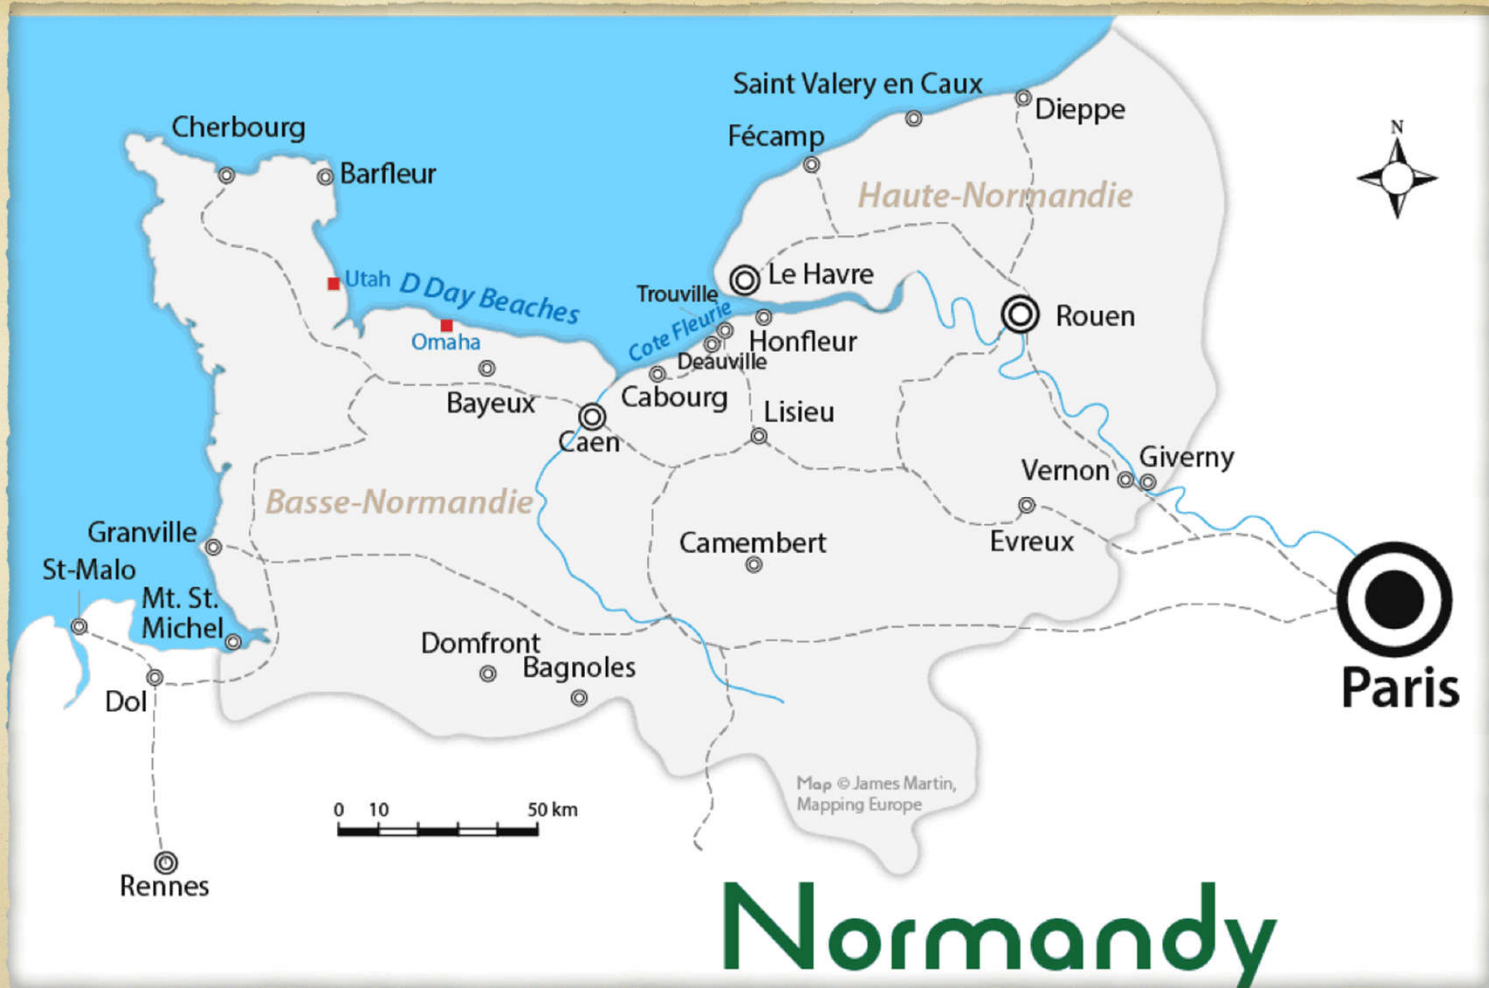 Saint Valery en Caux
Dieppe
Cherbourg
Fécamp
N
Barfleur
Haute-Normandie
Utah
D Day Beaches
Le Havre
Trouville
Cote Fleurie
Rouen
Omaha
Honfleur
Deauville
Bayeux
Cabourg
Lisieu
Caen
Giverny
Vernon
Basse-Normandie
Granville
Camembert
Evreux
St-Malo
Mt. St.
Michel
Domfront
Bagnoles
Paris
Dol
Map © James Martin,
Mapping Europe
0 10 50 km
Rennes
Normandy